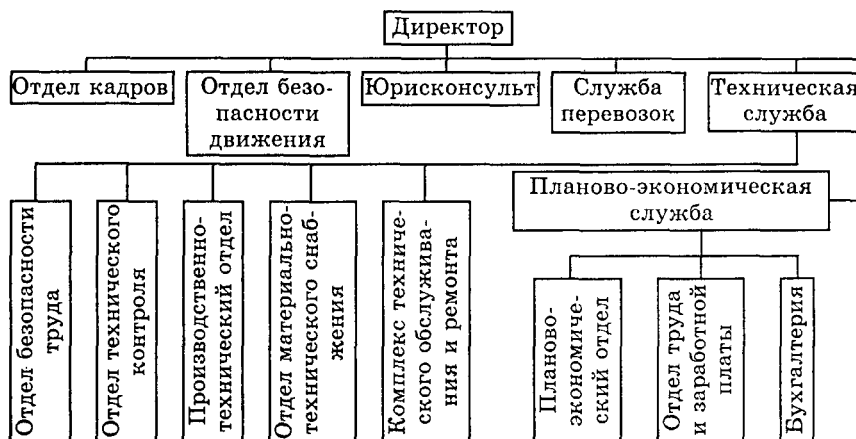 Директор
Отдел кадров
Отдел безо-
пасности
движения
Юрисконсульт
Служба
перевозок
Техническая
служба
Планово-экономическая
служба
Отдел безопасности
труда
Отдел технического
контроля
Производственно-
технический отдел
Отдел материально-
технического снаб-
жения
Комплекс техниче-
ского обслужива-
ния и ремонта
Планово-
экономиче-
ский отдел
Отдел труда
и заработной
платы
Бухгалтерия